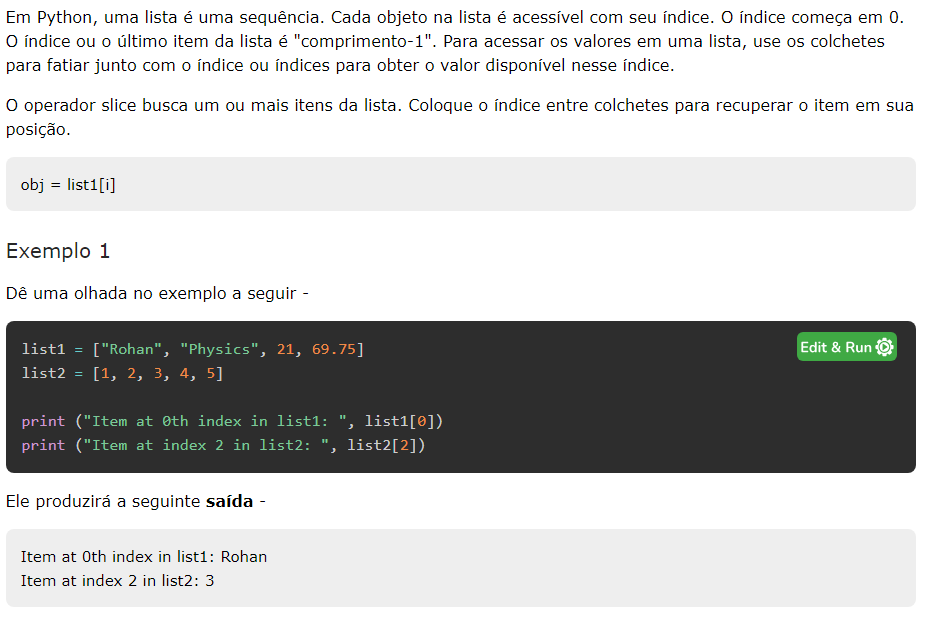 Em Python, uma lista é uma sequência. Cada objeto na lista é acessível com seu índice. O índice começa em 0.
O índice ou o último item da lista é "comprimento-1". Para acessar os valores em uma lista, use os colchetes
para fatiar junto com o índice ou índices para obter o valor disponível nesse índice.
O operador slice busca um ou mais itens da lista. Coloque o índice entre colchetes para recuperar o item em sua
posição.
obj = list1[i]
Exemplo 1
Dê uma olhada no exemplo a seguir -
list1 = ["Rohan", "Physics", 21, 69.75]
Edit & Run
list2 = [1, 2, 3, 4, 5]
print ("Item at 0th index in list1: ", list1[0])
print ("Item at index 2 in list2: ", list2[2])
Ele produzirá a seguinte saída -
Item at 0th index in list1: Rohan
Item at index 2 in list2: 3